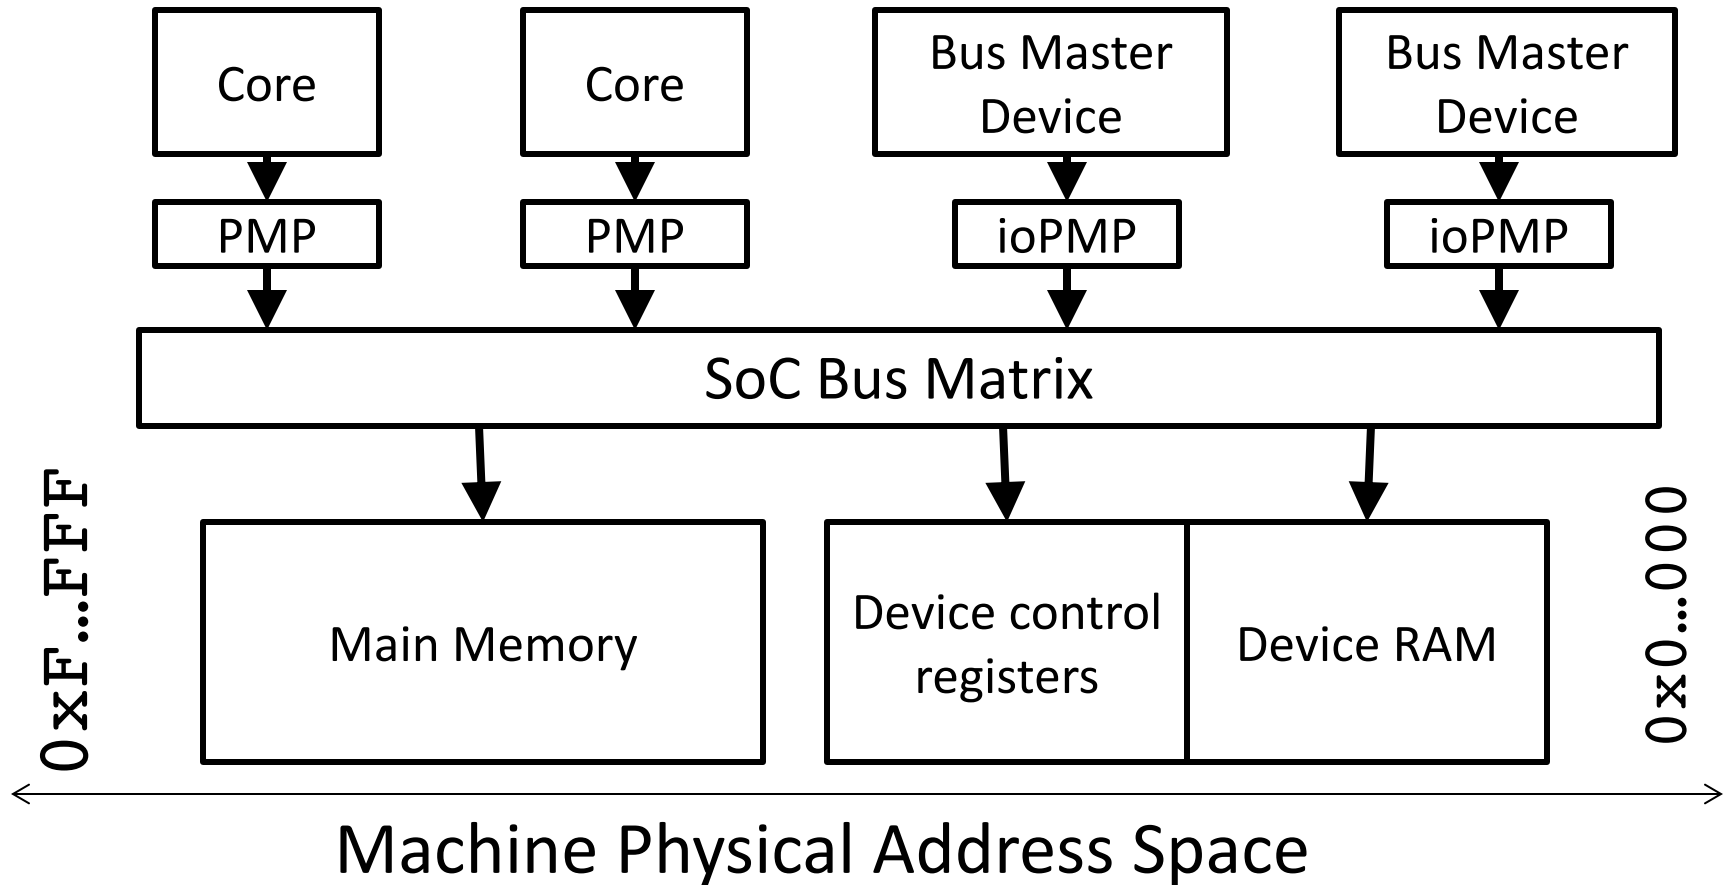 Core
Core
Bus Master
Device
Bus Master
Device
PMP
PMP
ioPMP
ioPMP
SoC Bus Matrix
0xF…FFF
Main Memory
Device control
registers
Device RAM
0x0…000
Machine Physical Address Space